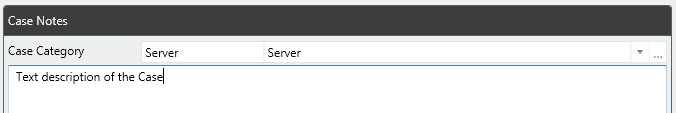 Case Notes
Case Category Server Server ...
Text description of the Case